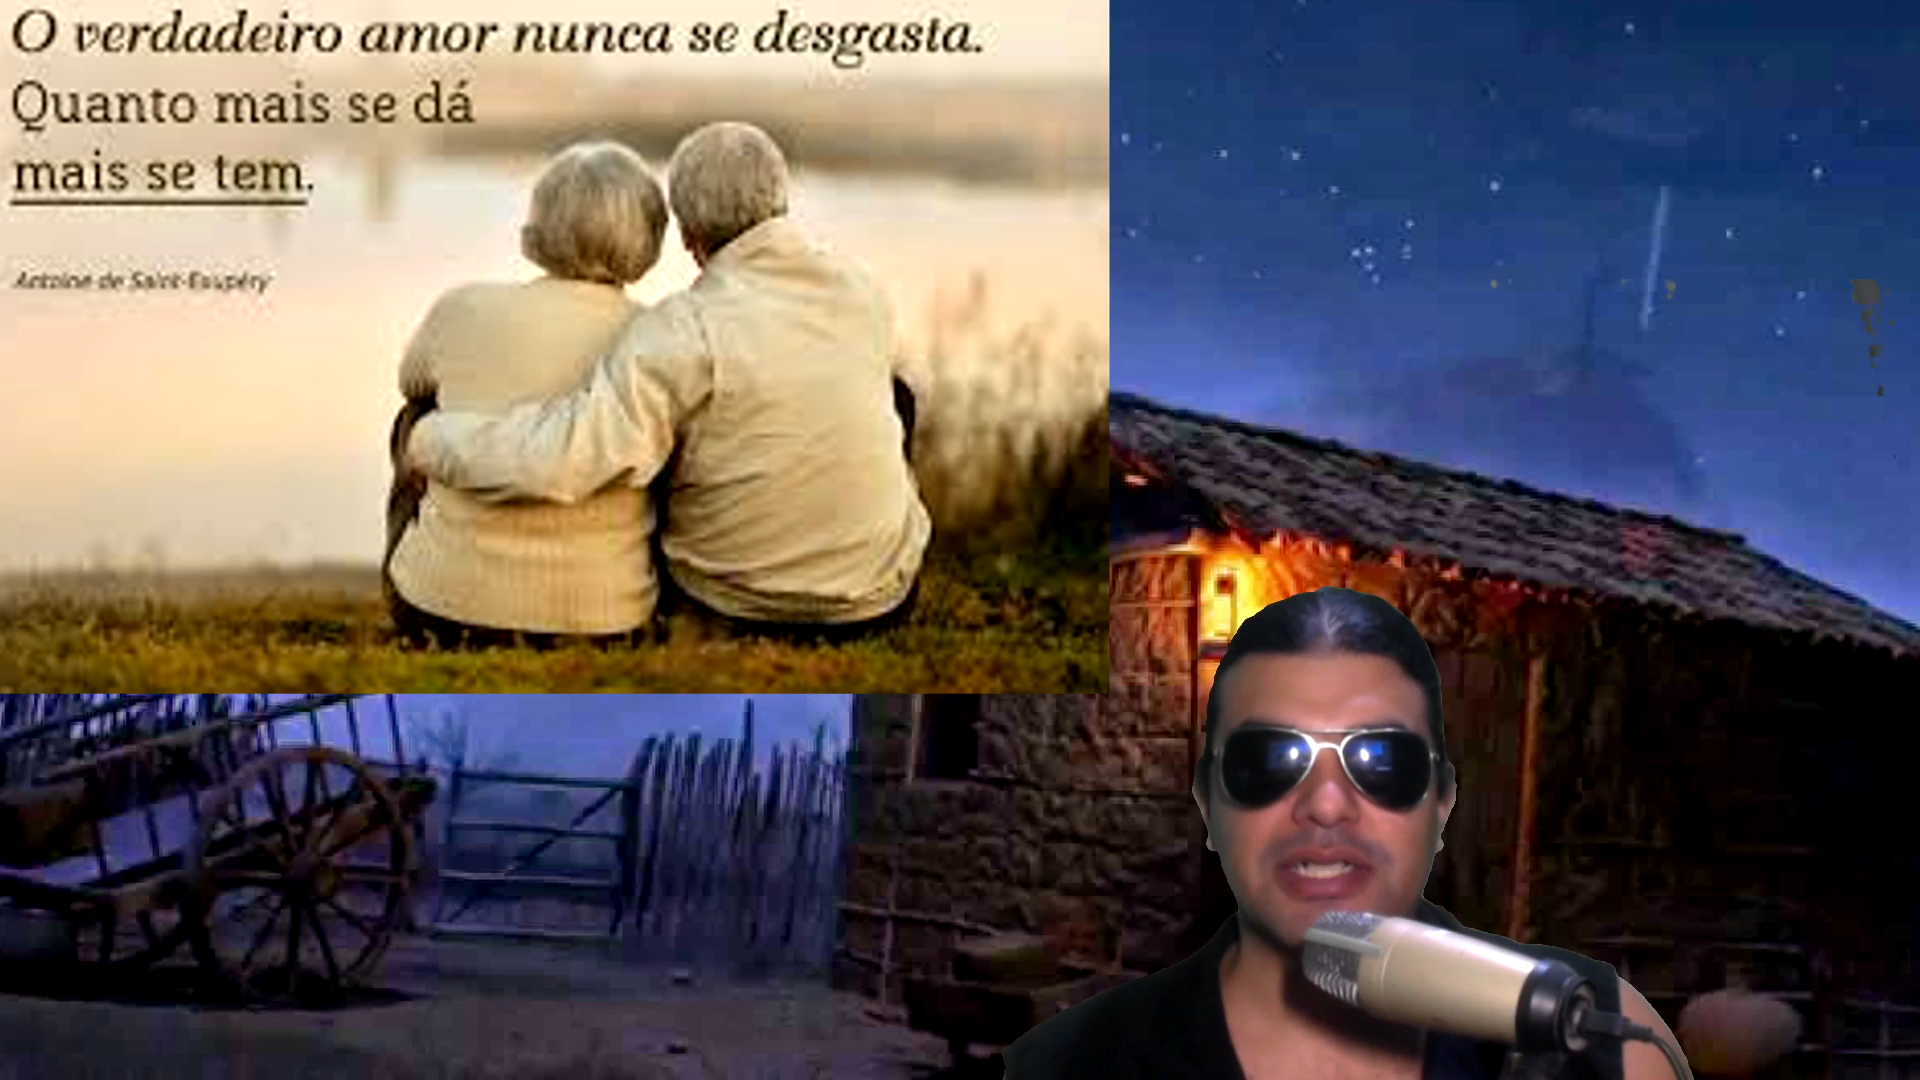 O verdadeiro amor nunca se desgasta.
Quanto mais se dá
mais se tem.
Antoine de Saint-Exupéry